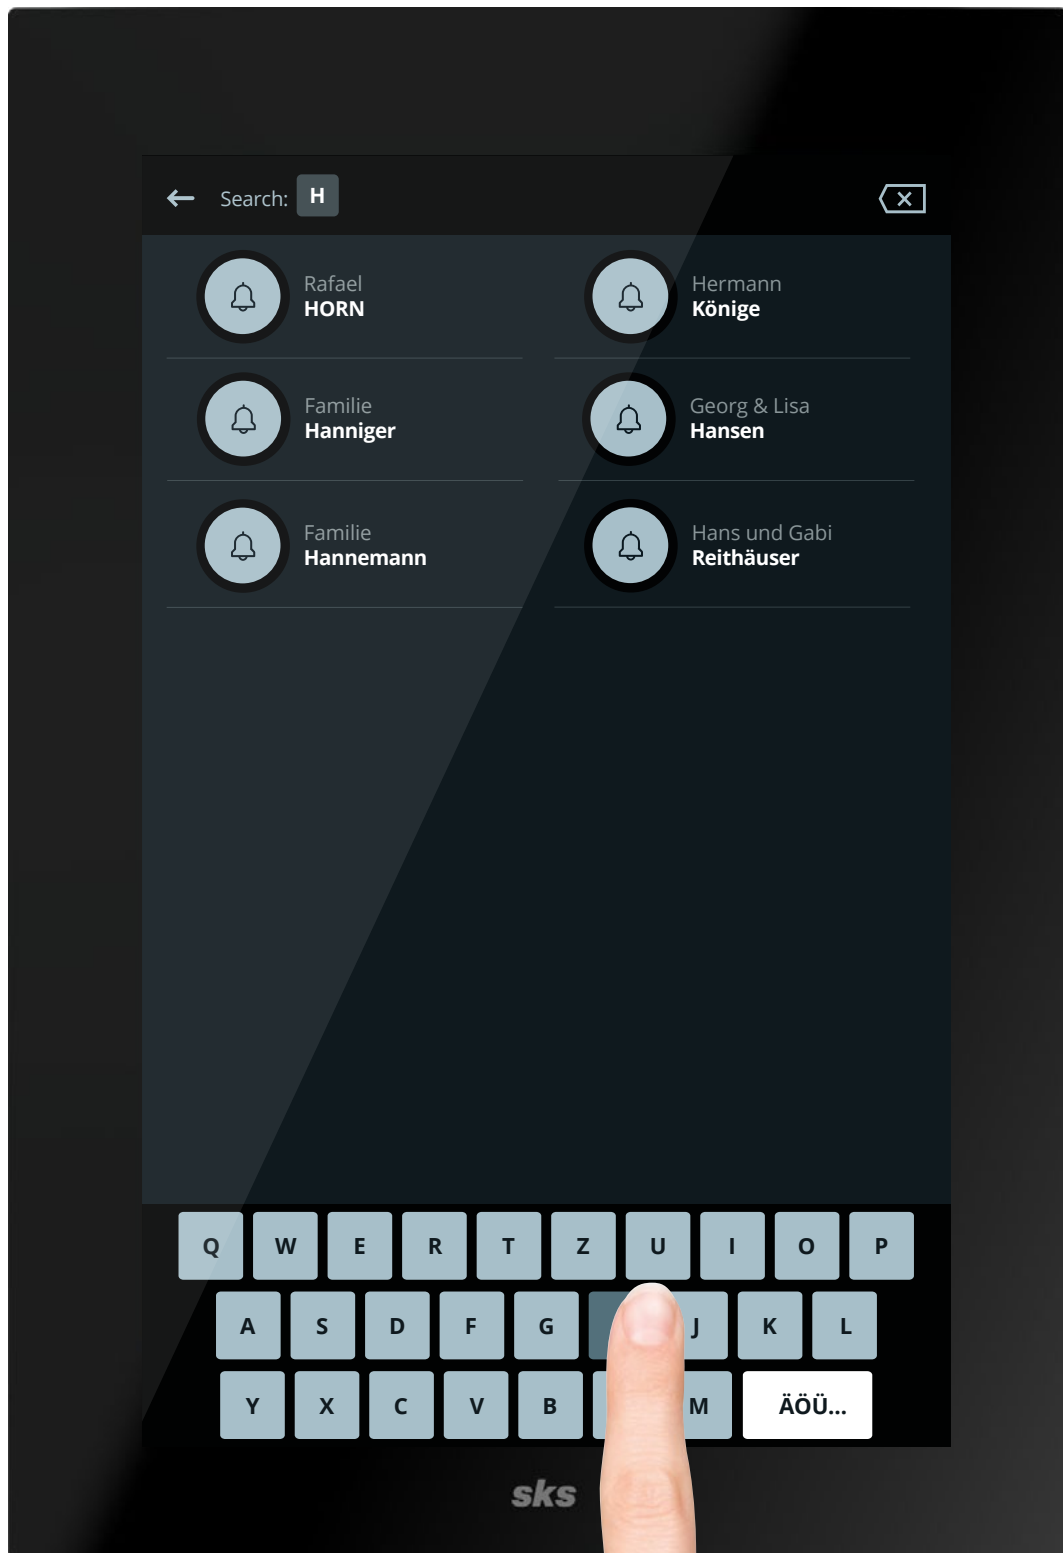 Search: H
Rafael
HORN
Hermann
Könige
Familie
Hanniger
Georg & Lisa
Hansen
Familie
Hannemann
Hans und Gabi
Reithäuser
Q W E R T Z U I O P
A S D F G J K L
Y X C V B M ÄÖÜ...
sks